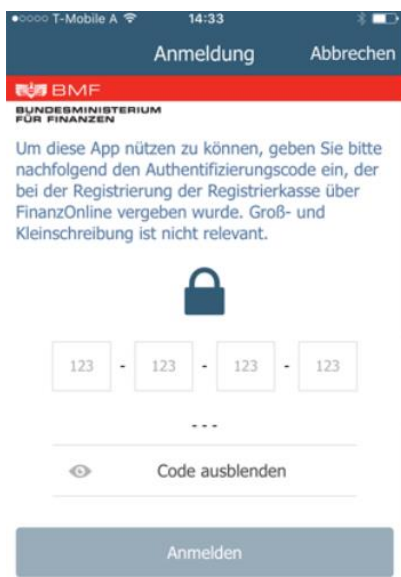 T-Mobile A 14:33
Anmeldung Abbrechen
BMF
BUNDESMINISTERIUM
FÜR FINANZEN
Um diese App nützen zu können, geben Sie bitte
nachfolgend den Authentifizierungscode ein, der
bei der Registrierung der Registrierkasse über
FinanzOnline vergeben wurde. Groß- und
Kleinschreibung ist nicht relevant.
123 - 123 - 123 - 123
- - -
Code ausblenden
Anmelden